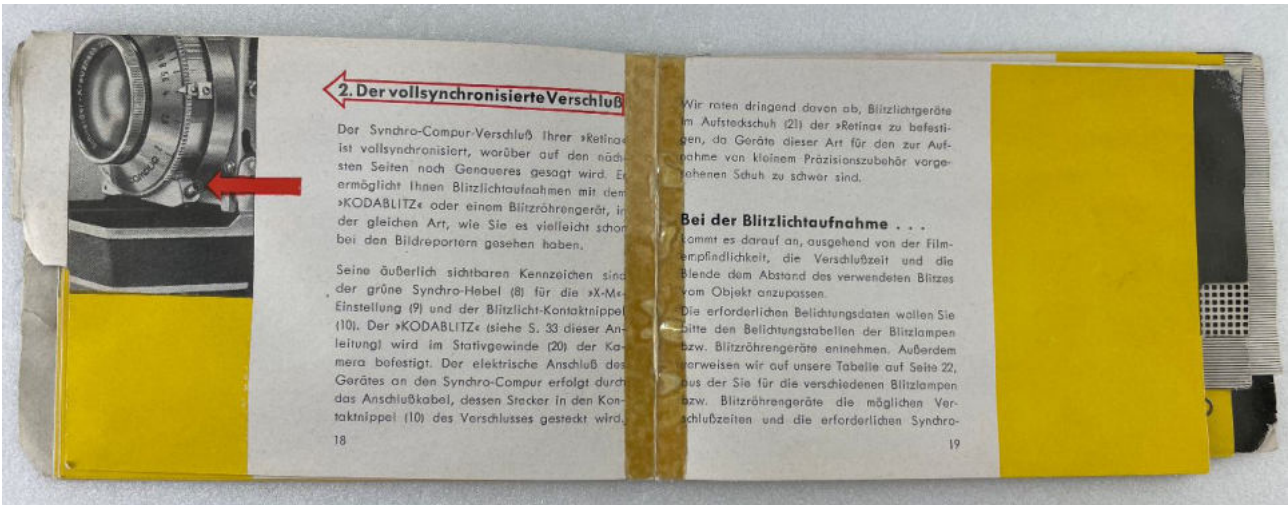 2. Der vollsynchronisierte Verschluß
Der Synchro-Compur-Verschluß Ihrer »Retina«
ist vollsynchronisiert, worüber auf den näch-
sten Seiten noch Genaueres gesagt wird. Er
ermöglicht Ihnen Blitzlichtaufnahmen mit dem
»KODABLITZ« oder einem Blitzröhrengerät, in
der gleichen Art, wie Sie es vielleicht schon
bei den Bildreportern gesehen haben.
Seine äußerlich sichtbaren Kennzeichen sind
der grüne Synchro-Hebel (8) für die »X-M«-
Einstellung (9) und der Blitzlicht-Kontaktnippel
(10). Der »KODABLITZ« (siehe S. 33 dieser An-
leitung) wird im Stativgewinde (20) der Ka-
mera befestigt. Der elektrische Anschluß des
Gerätes an den Synchro-Compur erfolgt durch
das Anschlußkabel, dessen Stecker in den Kon-
taktnippel (10) des Verschlusses gesteckt wird.
18
Wir raten dringend davon ab, Blitzlichtgeräte
im Aufsteckschuh (21) der »Retina« zu befesti-
gen, da Geräte dieser Art für den zur Auf-
nahme von kleinem Präzisionszubehör vorge-
sehenen Schuh zu schwer sind.
Bei der Blitzlichtaufnahme . . .
kommt es darauf an, ausgehend von der Film-
empfindlichkeit, die Verschlußzeit und die
Blende dem Abstand des verwendeten Blitzes
vom Objekt anzupassen.
Die erforderlichen Belichtungsdaten wollen Sie
bitte den Belichtungstabellen der Blitzlampen
bzw. Blitzröhrengeräte entnehmen. Außerdem
verweisen wir auf unsere Tabelle auf Seite 22,
aus der Sie für die verschiedenen Blitzlampen
bzw. Blitzröhrengeräte die möglichen Ver-
schlußzeiten und die erforderlichen Synchro-
19